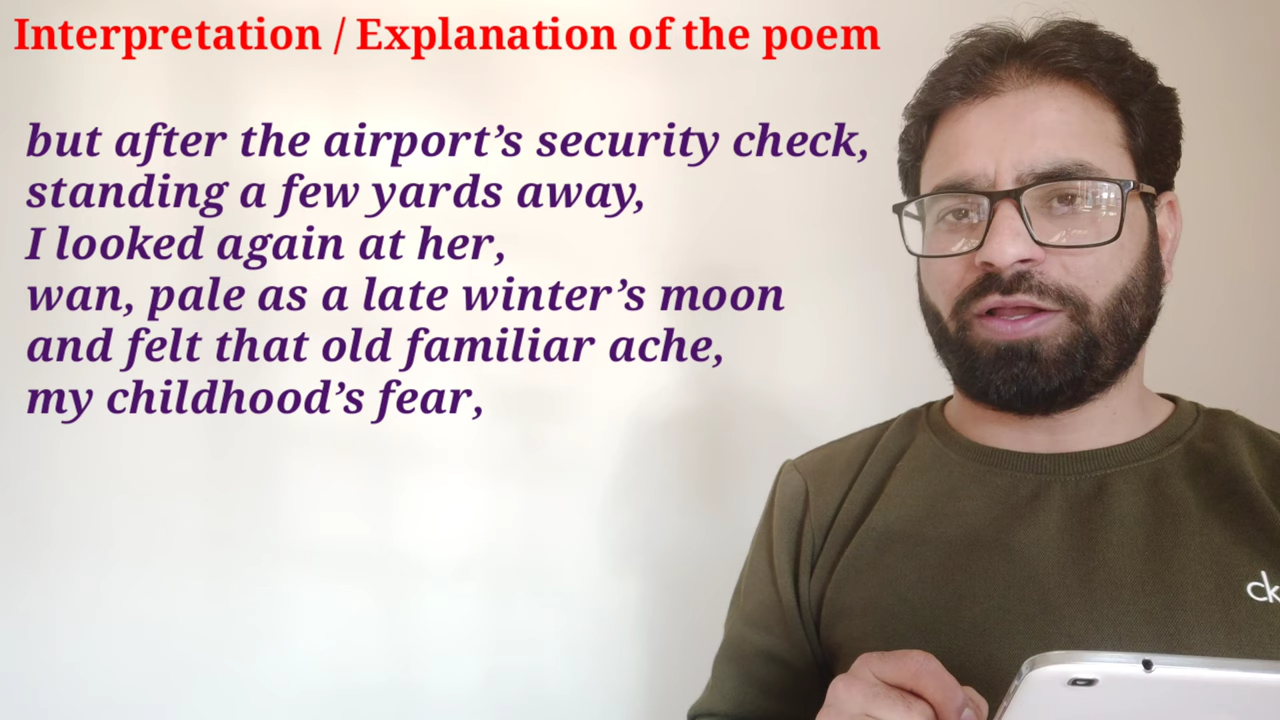 Interpretation / Explanation of the poem
but after the airport’s security check,
standing a few yards away,
I looked again at her,
wan, pale as a late winter’s moon
and felt that old familiar ache,
my childhood’s fear,
ck